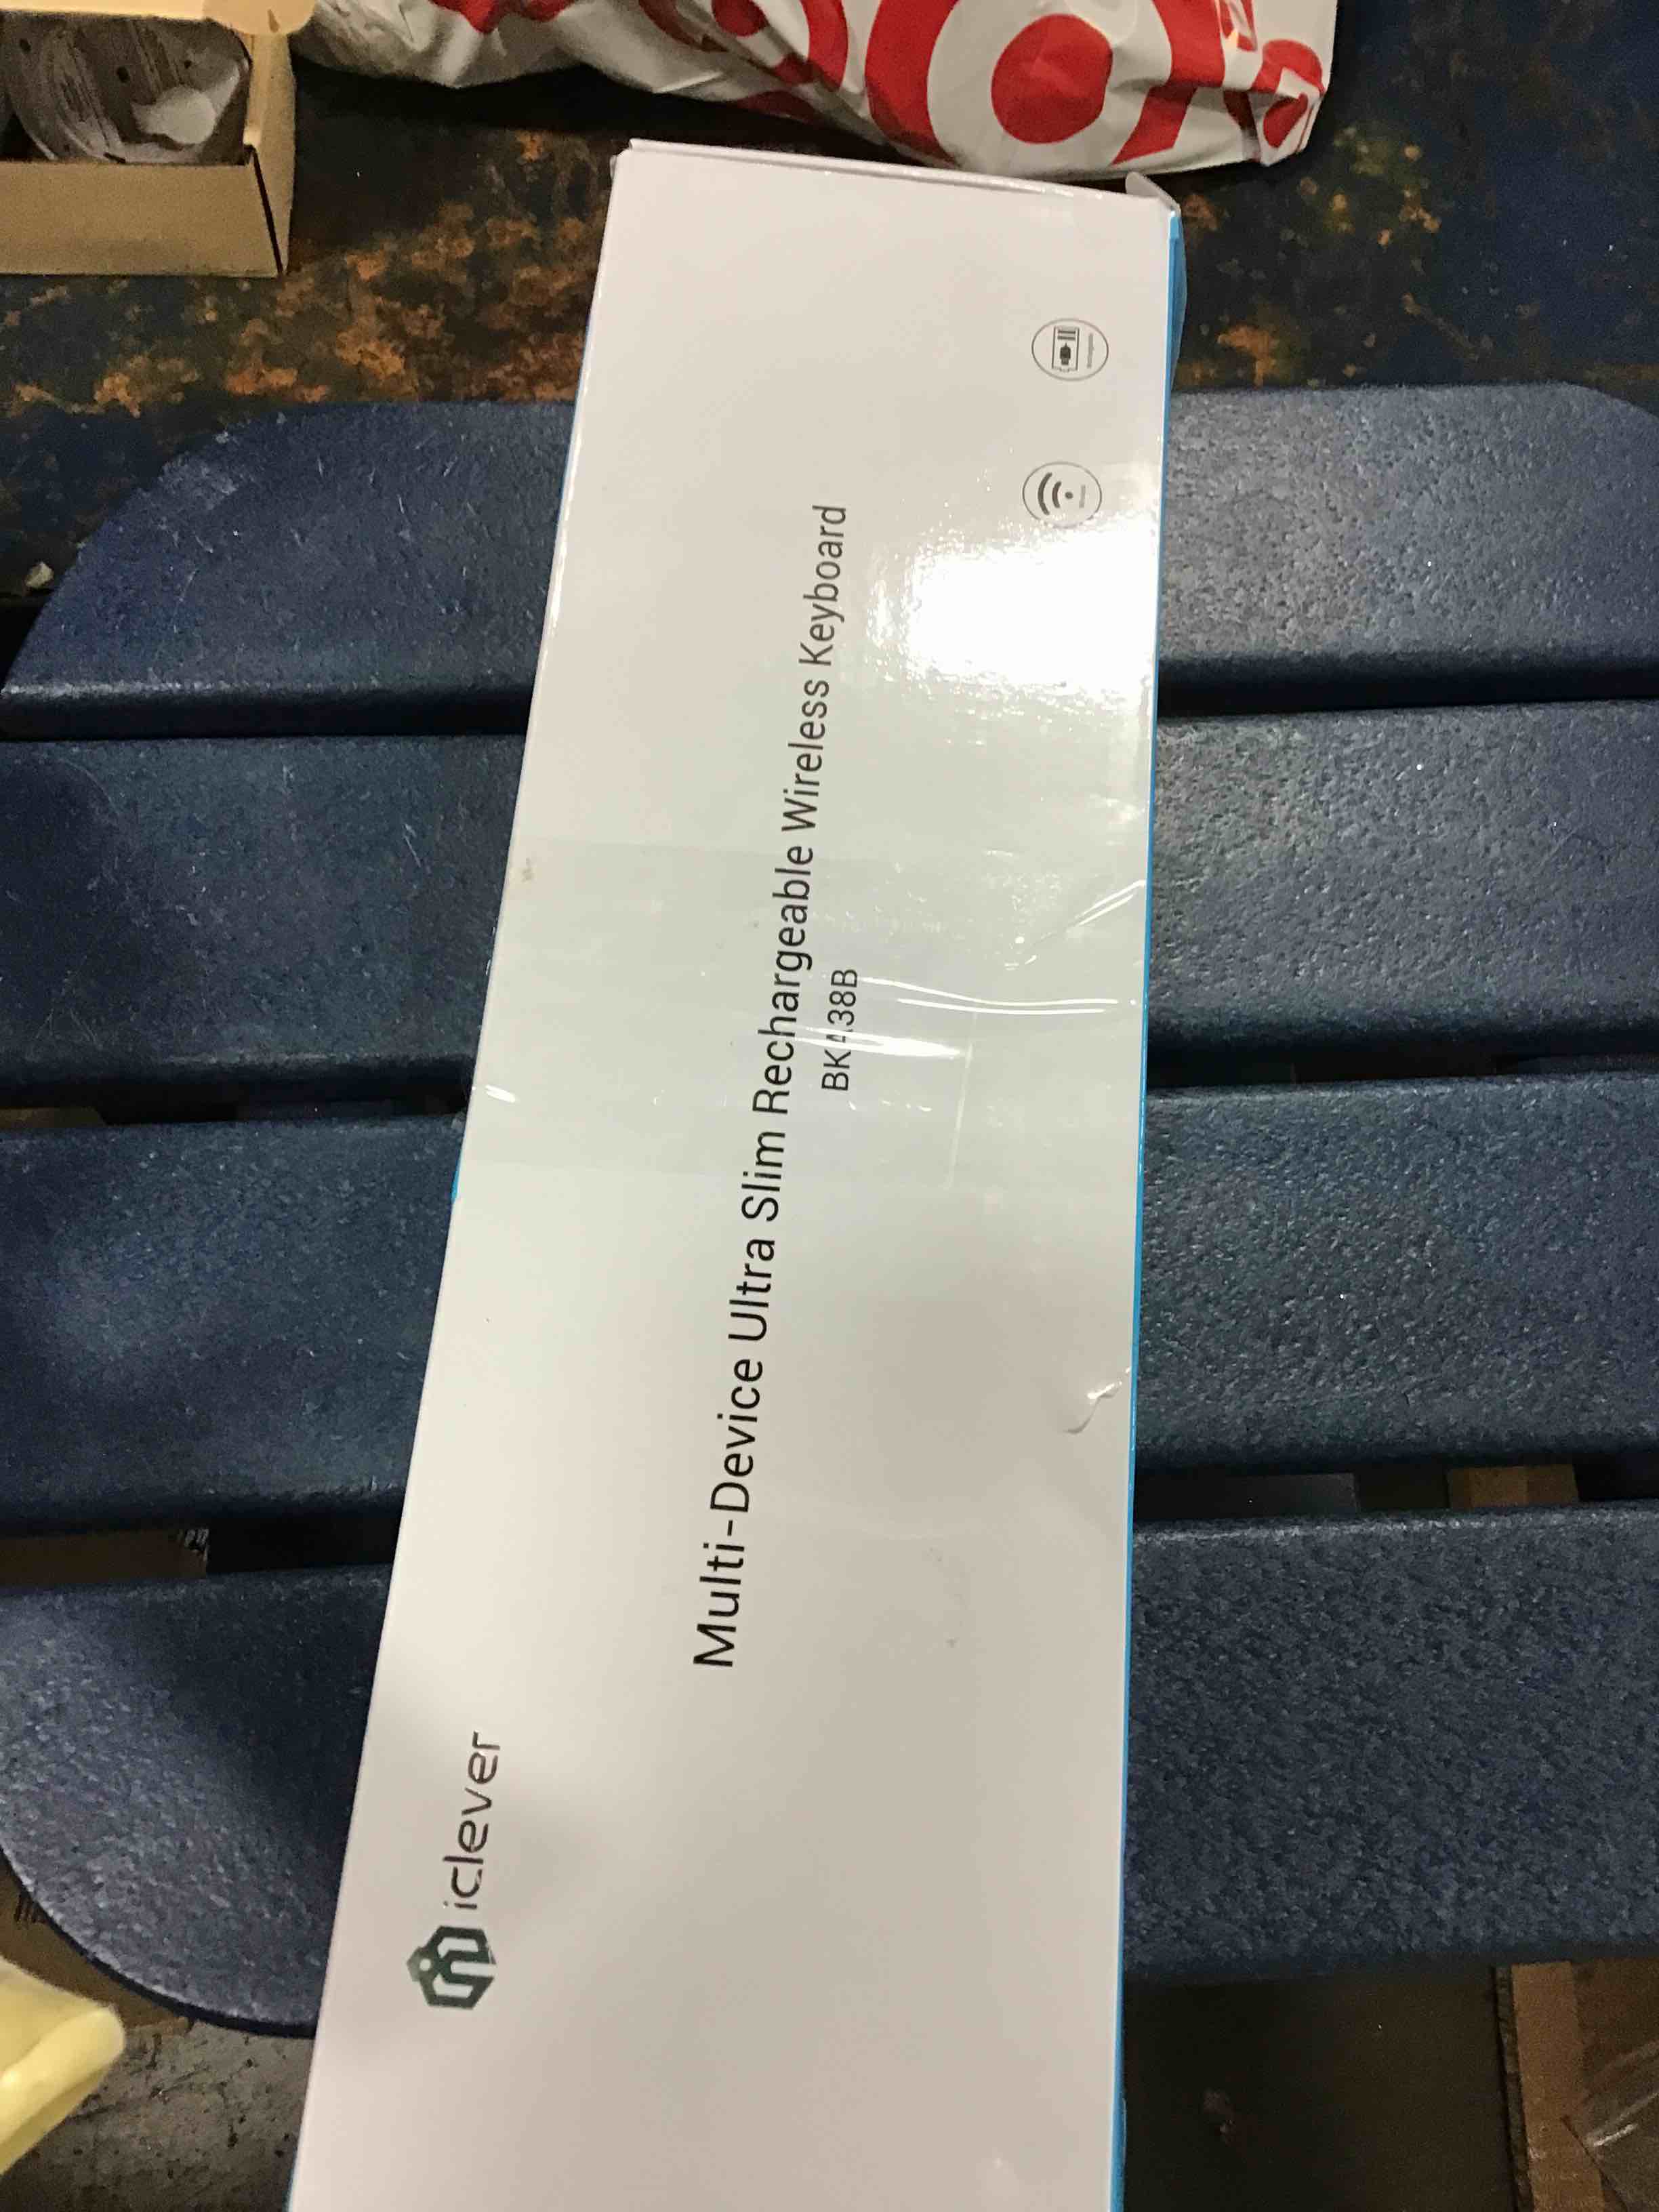 iclever
Multi-Device Ultra Slim Rechargeable Wireless Keyboard